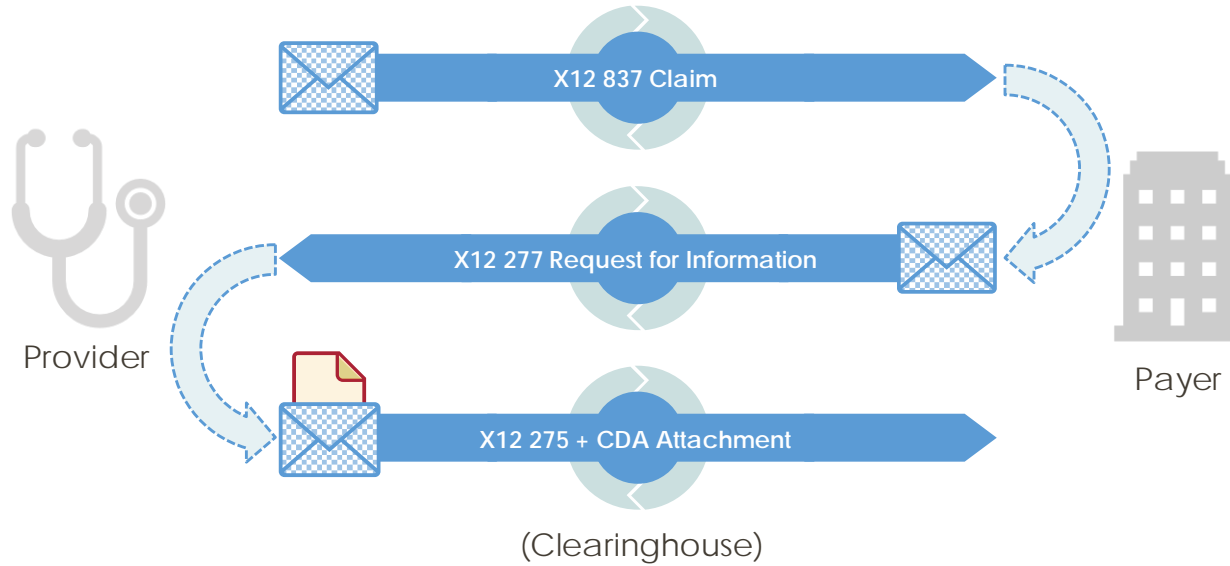 X12 837 Claim
X12 277 Request for Information
Provider
Payer
X12 275 + CDA Attachment
(Clearinghouse)